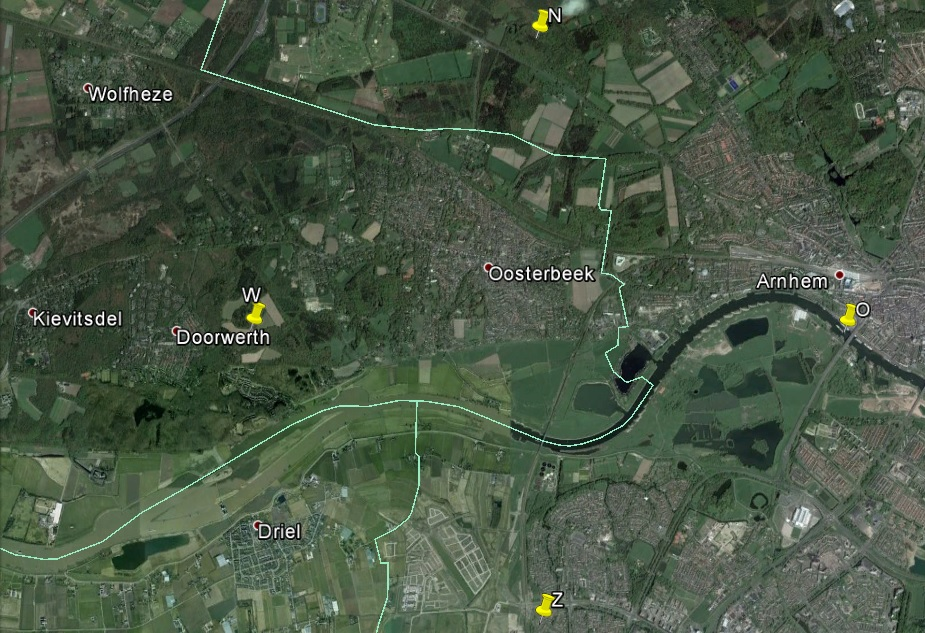 N
Wolfheze
Oosterbeek
Arnhem
W
O
Kievitsdel
Doorwerth
Driel
Z